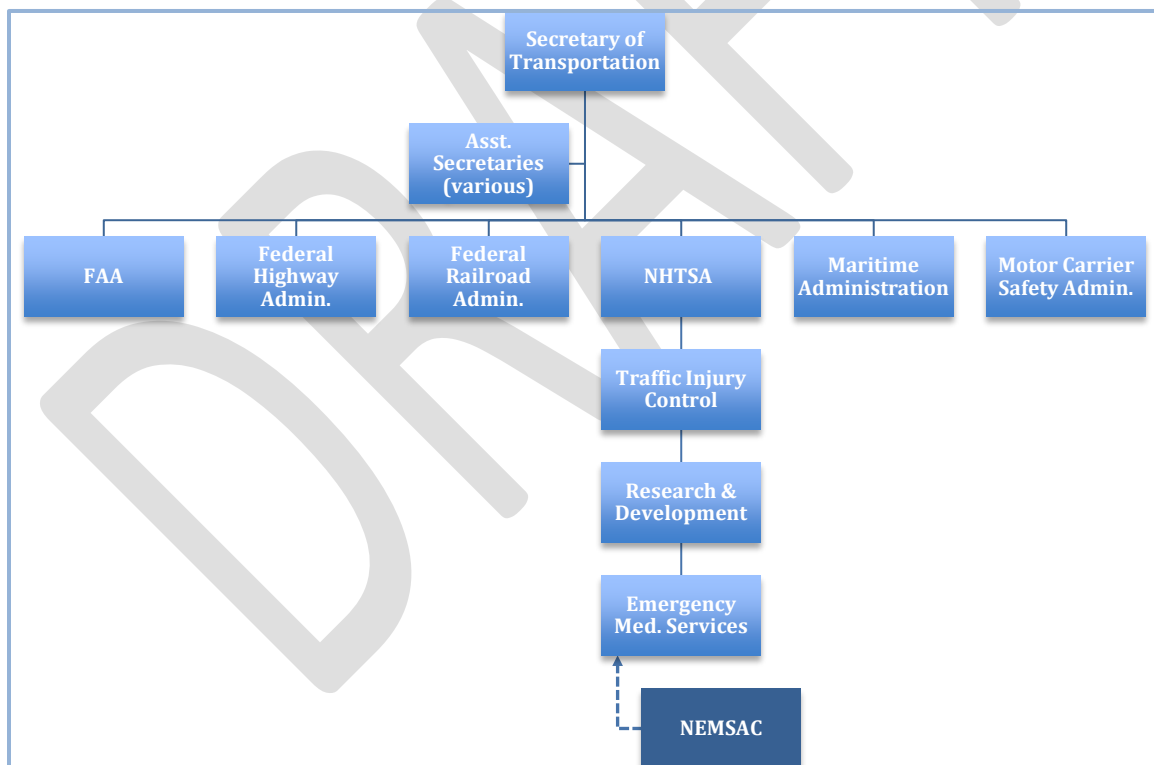 Secretary of
Transportation
Asst.
Secretaries
(various)
FAA
Federal
Highway
Admin.
Federal
Railroad
Admin.
NHTSA
Maritime
Administration
Motor Carrier
Safety Admin.
Traffic Injury
Control
Research &
Development
Emergency
Med. Services
NEMSAC
DRAFT